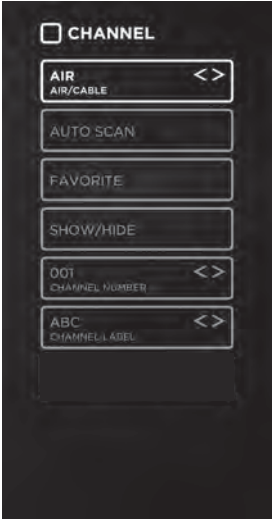 CHANNEL
AIR < >
AIR/CABLE
AUTO SCAN
FAVORITE
SHOW/HIDE
001 < >
CHANNEL NUMBER
ABC < >
CHANNEL LABEL